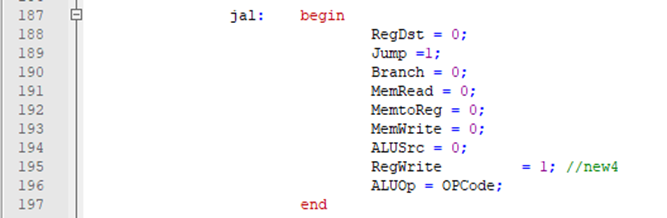 187 jal: begin
188 RegDst = 0;
189 Jump =1;
190 Branch = 0;
191 MemRead = 0;
192 MemtoReg = 0;
193 MemWrite = 0;
194 ALUSrc = 0;
195 RegWrite = 1; //new4
196 ALUOp = OPCode;
197 end